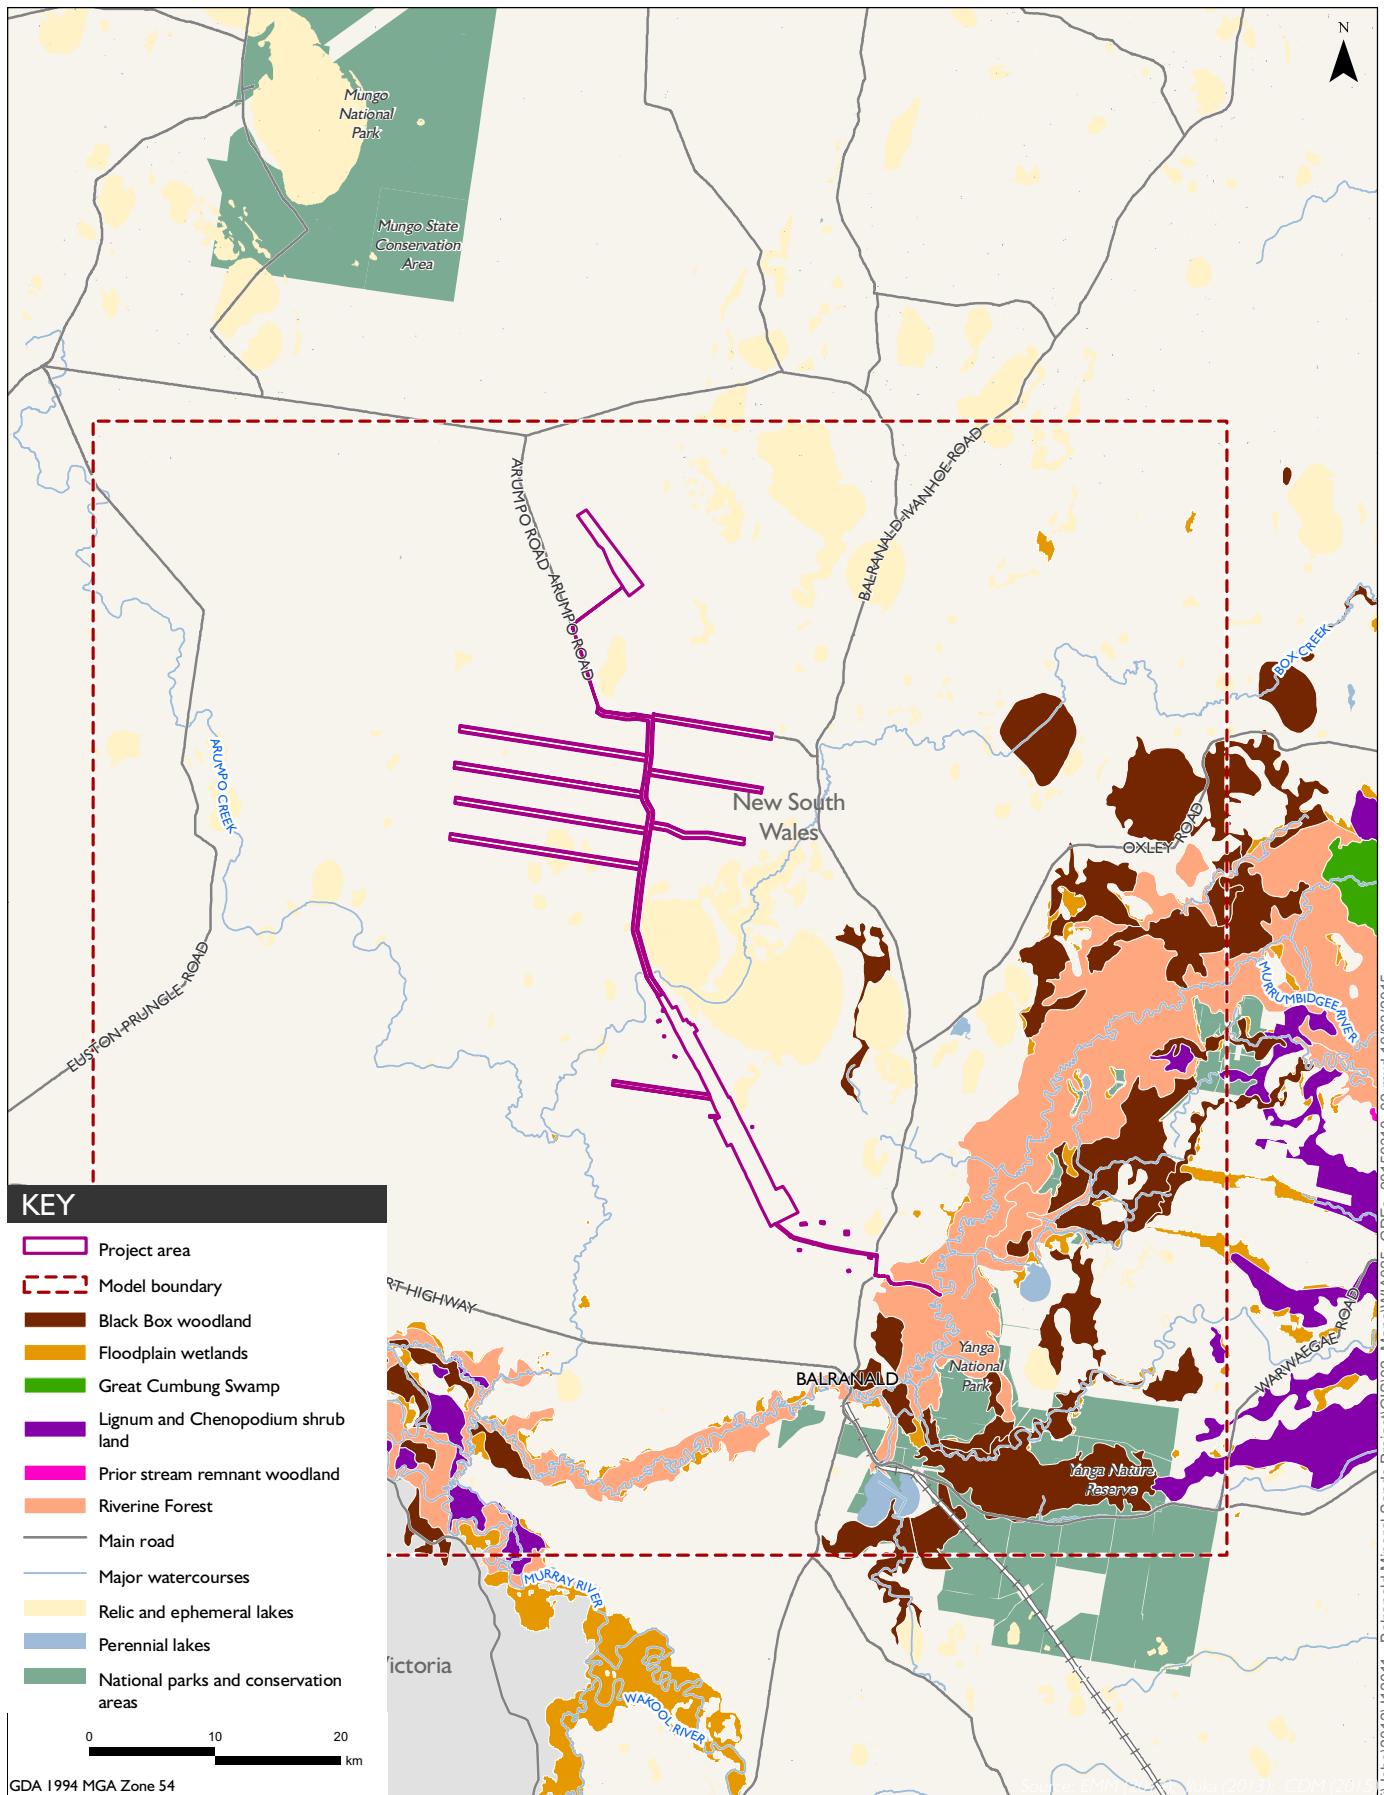 N
Mungo
National
Park
Mungo State
Conservation
Area
ARUMPO ROAD
ARUMPO ROAD
BALRANALD-IVANHOE ROAD
BOX CREEK
ARUMPO CREEK
New South
Wales
OXLEY ROAD
EUSTON-PRUNGLE ROAD
MURRUMBIDGEE RIVER
RT HIGHWAY
Yanga
National
Park
BALRANALD
WARWAEGAE ROAD
Yanga Nature
Reserve
MURRAY RIVER
WAKOOL RIVER
ictoria
KEY
Project area
Model boundary
Black Box woodland
Floodplain wetlands
Great Cumbung Swamp
Lignum and Chenopodium shrub
land
Prior stream remnant woodland
Riverine Forest
Main road
Major watercourses
Relic and ephemeral lakes
Perennial lakes
National parks and conservation
areas
0 10 20
km
GDA 1994 MGA Zone 54